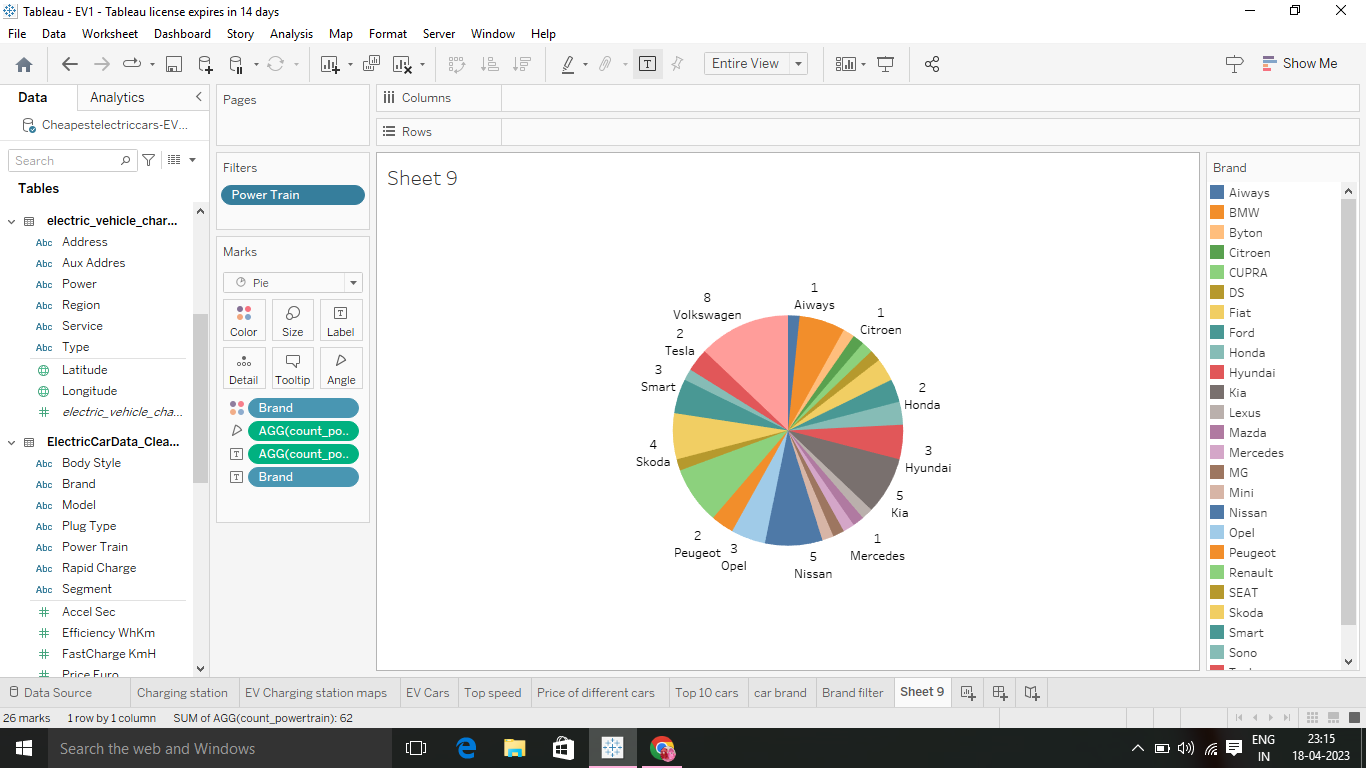 Tableau - EV1 - Tableau license expires in 14 days
File Data Worksheet Dashboard Story Analysis Map Format Server Window Help
Entire View
Show Me
Data
Analytics
Cheapestelectriccars-EV...
Search
Tables
electric_vehicle_char...
Abc Address
Abc Aux Addres
Abc Power
Abc Region
Abc Service
Abc Type
Latitude
Longitude
# electric_vehicle_cha...
ElectricCarData_Clea...
Abc Body Style
Abc Brand
Abc Model
Abc Plug Type
Abc Power Train
Abc Rapid Charge
Abc Segment
# Accel Sec
# Efficiency WhKm
# FastCharge KmH
# Price Euro
Pages
Filters
Power Train
Marks
Pie
Color Size Label
Detail Tooltip Angle
Brand
AGG(count_po..
AGG(count_po..
Brand
Columns
Rows
Sheet 9
8
Volkswagen
1
Aiways
1
Citroen
2
Tesla
3
Smart
2
Honda
4
Skoda
3
Hyundai
5
Kia
2
Peugeot
3
Opel
5
Nissan
1
Mercedes
Brand
Aiways
BMW
Byton
Citroen
CUPRA
DS
Fiat
Ford
Honda
Hyundai
Kia
Lexus
Mazda
Mercedes
MG
Mini
Nissan
Opel
Peugeot
Renault
SEAT
Skoda
Smart
Sono
Data Source Charging station EV Charging station maps EV Cars Top speed Price of different cars Top 10 cars car brand Brand filter Sheet 9
26 marks 1 row by 1 column SUM of AGG(count_powertrain): 62
Search the web and Windows
ENG
IN
23:15
18-04-2023